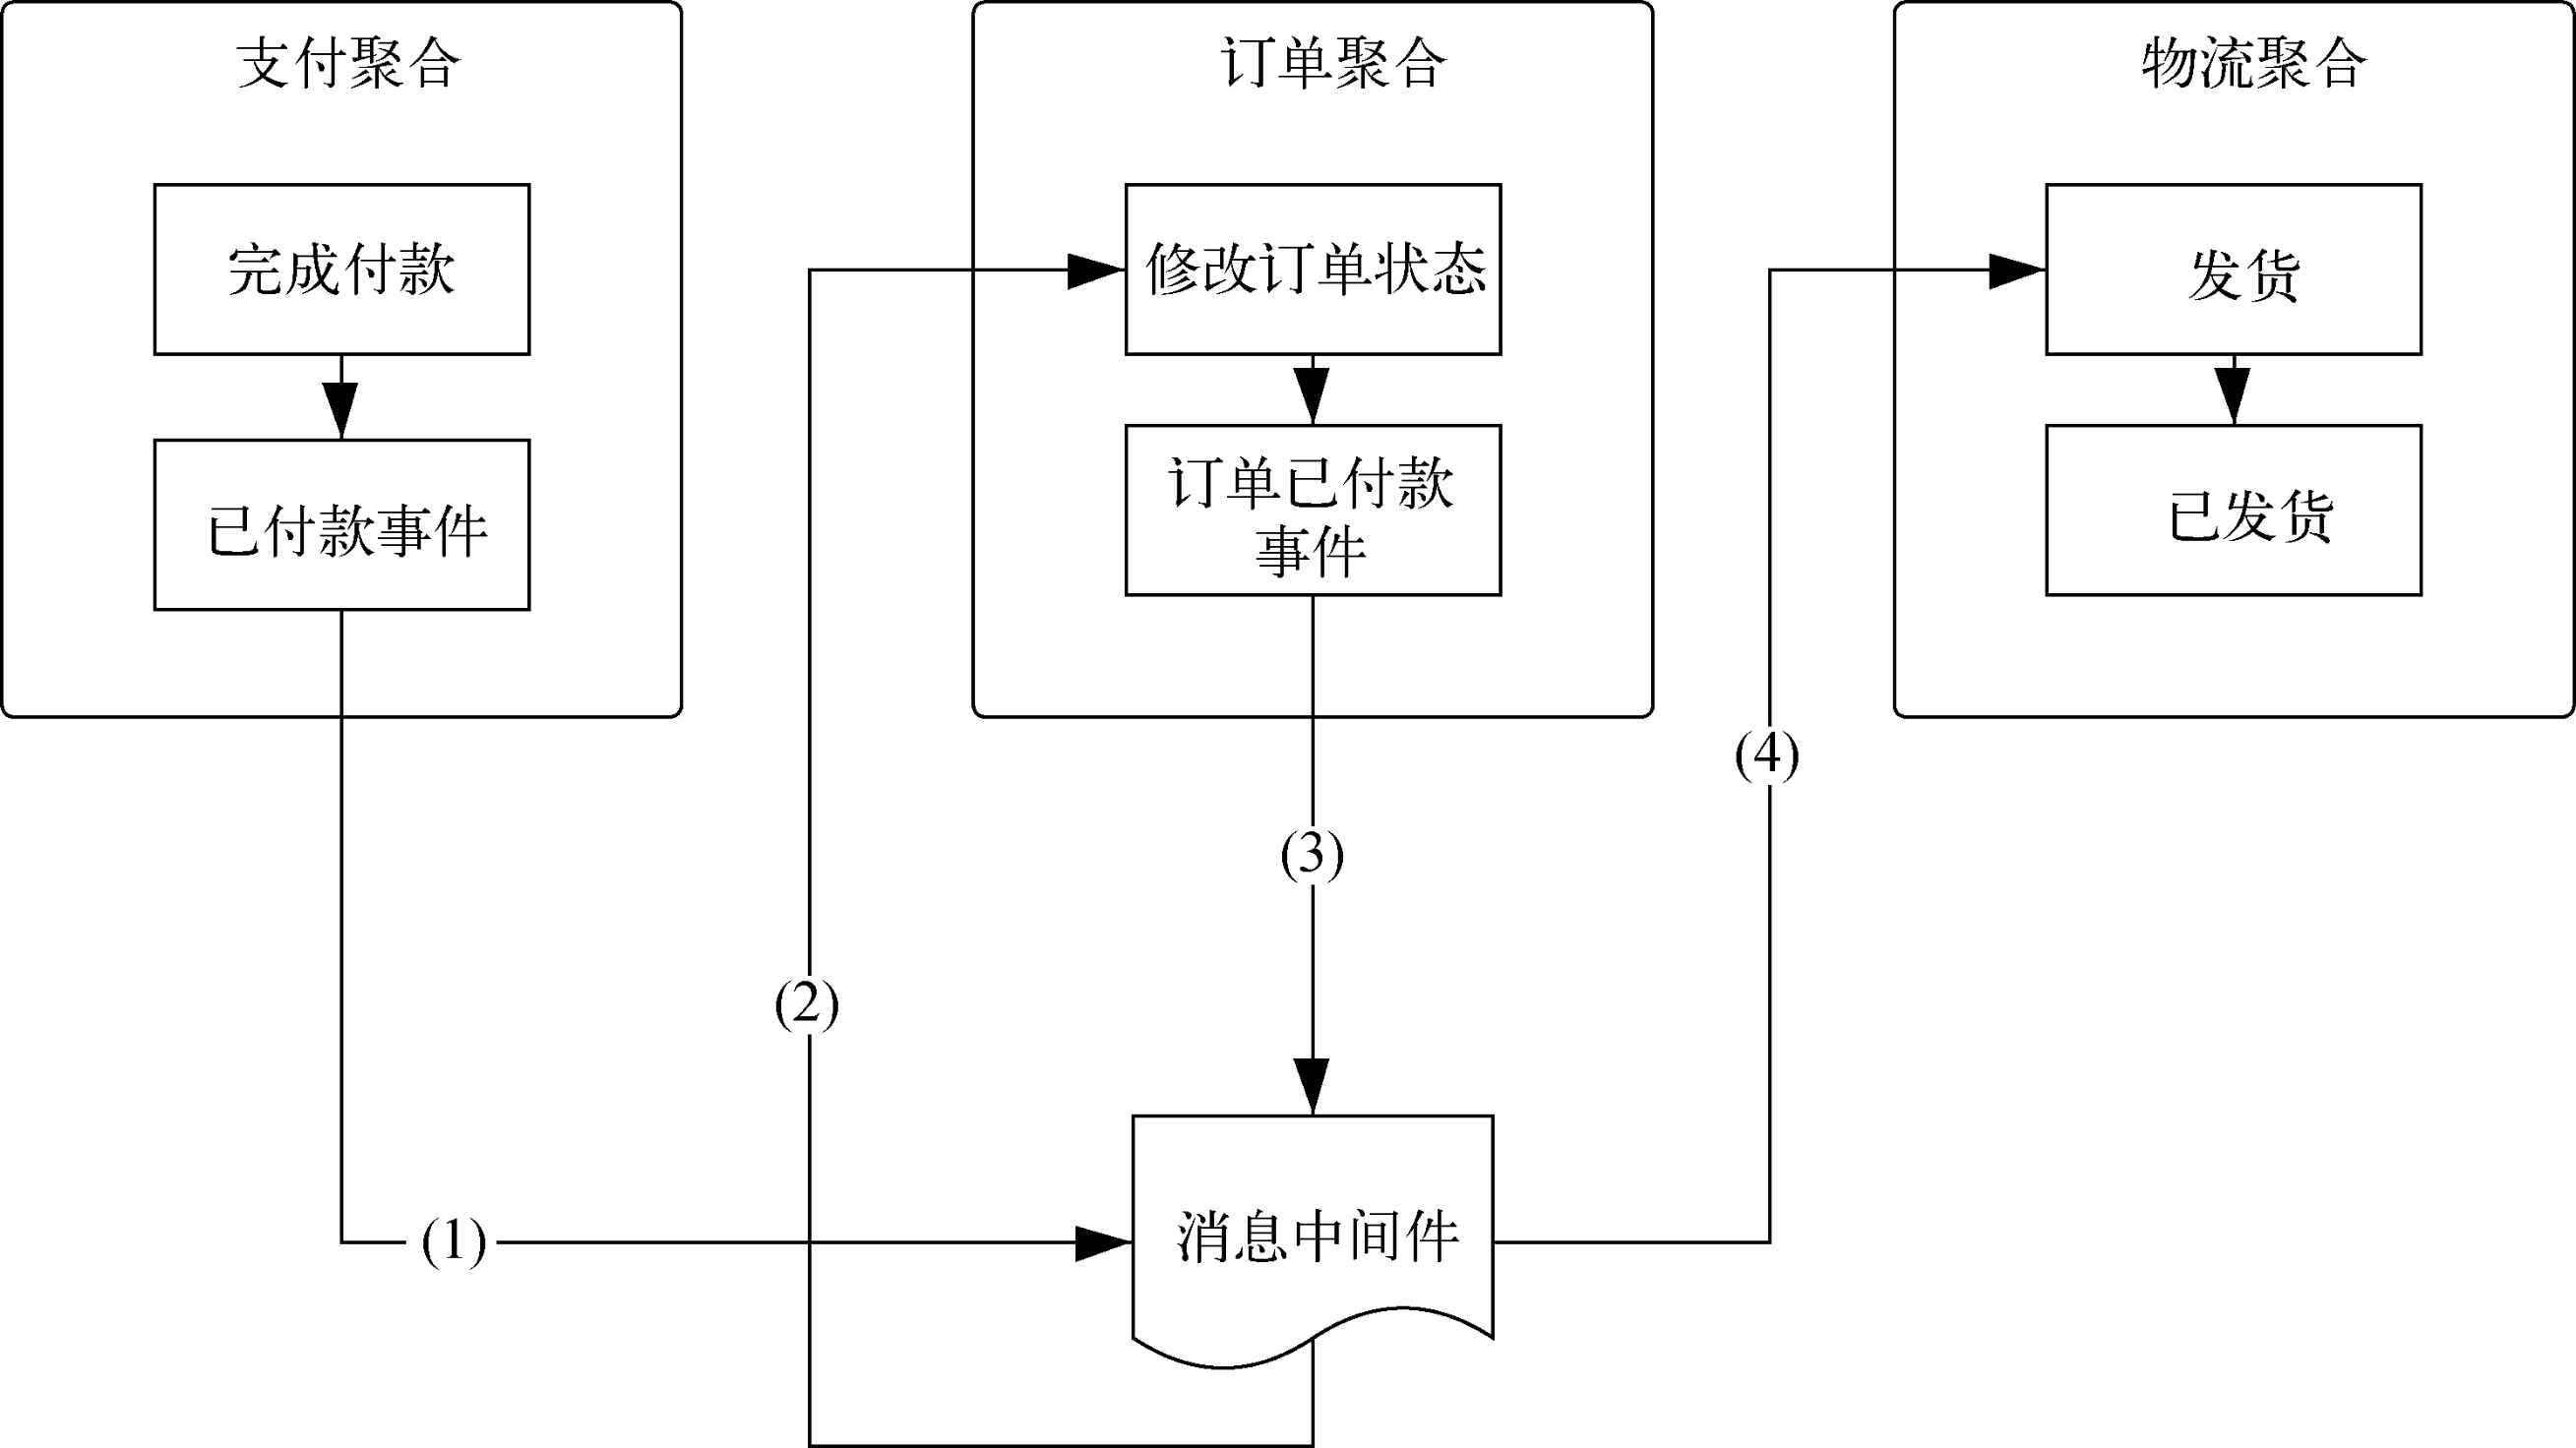 支付聚合
完成付款
已付款事件
订单聚合
修改订单状态
订单已付款
事件
物流聚合
发货
已发货
(1)
(2)
(3)
(4)
消息中间件